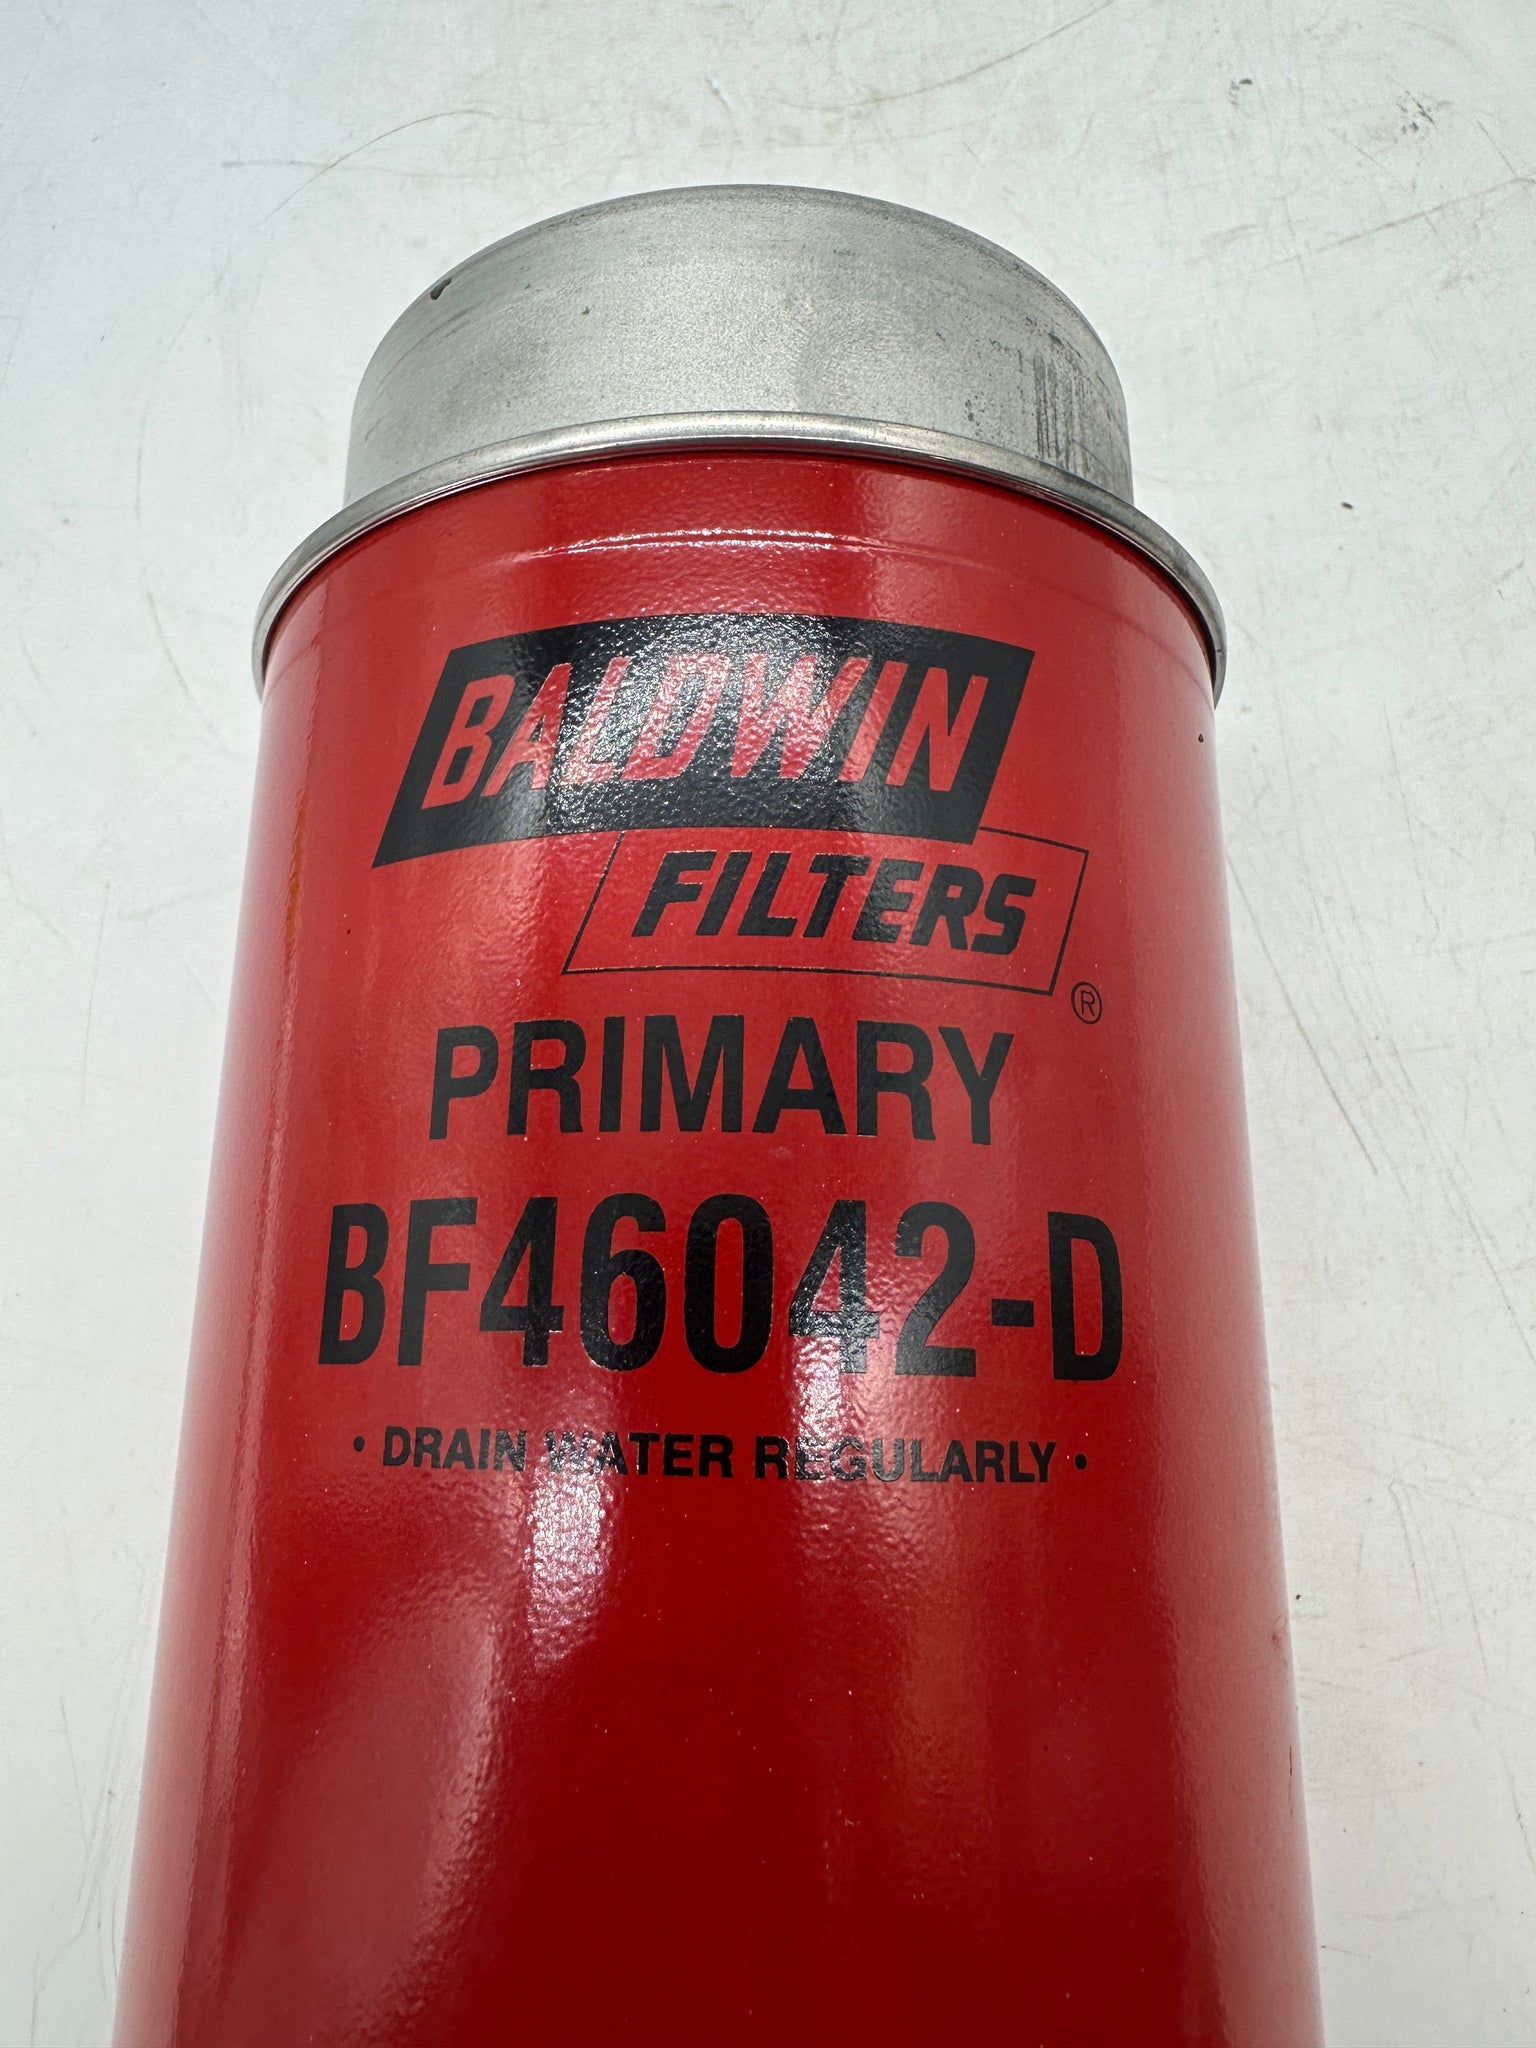 BALDWIN
FILTERS
®
PRIMARY
BF46042-D
• DRAIN WATER REGULARLY •